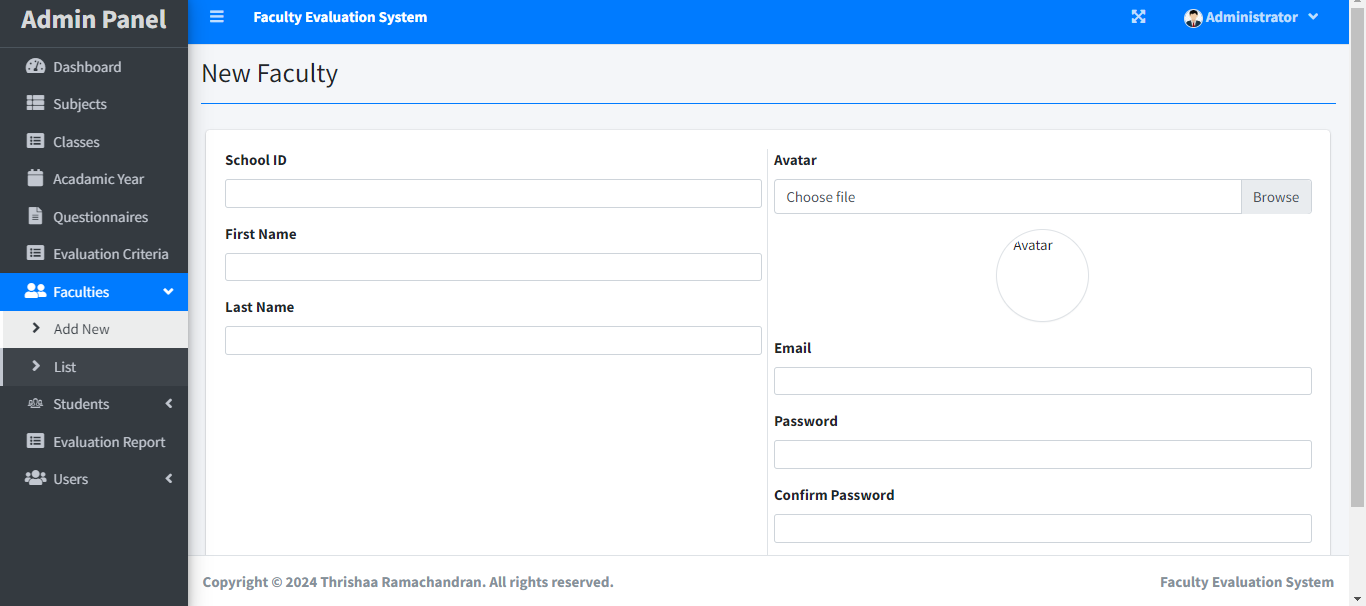 Admin Panel
Faculty Evaluation System
Administrator
Dashboard
Subjects
Classes
Acadamic Year
Questionnaires
Evaluation Criteria
Faculties
Add New
List
Students
Evaluation Report
Users
New Faculty
School ID
First Name
Last Name
Avatar
Choose file
Browse
Avatar
Email
Password
Confirm Password
Copyright © 2024 Thrishaa Ramachandran. All rights reserved.
Faculty Evaluation System